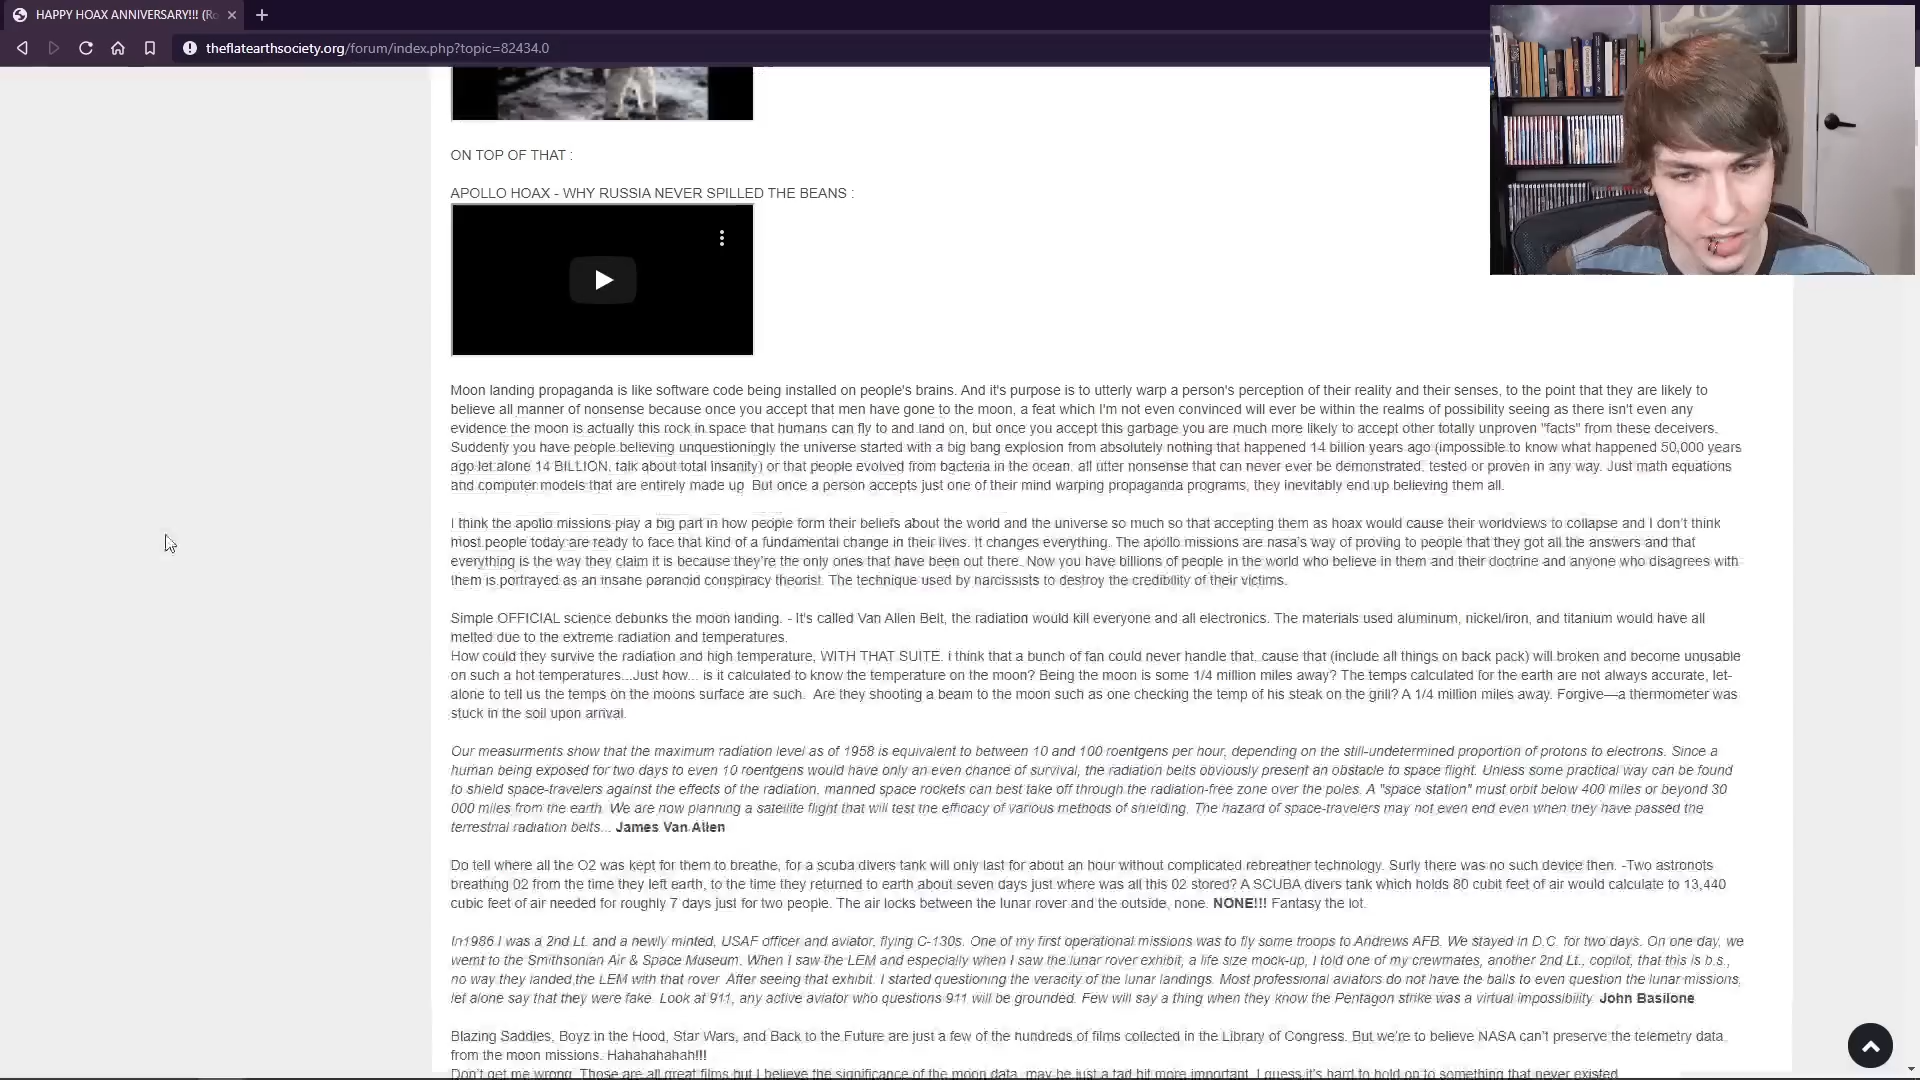 HAPPY HOAX ANNIVERSARY!!! (Ro
theflatearthsociety.org/forum/index.php?topic=82434.0
ON TOP OF THAT :
APOLLO HOAX - WHY RUSSIA NEVER SPILLED THE BEANS :
Moon landing propaganda is like software code being installed on people's brains. And it's purpose is to utterly warp a person's perception of their reality and their senses, to the point that they are likely to
believe all manner of nonsense because once you accept that men have gone to the moon, a feat which I'm not even convinced will ever be within the realms of possibility seeing as there isn't even any
evidence the moon is actually this rock in space that humans can fly to and land on, but once you accept this garbage you are much more likely to accept other totally unproven "facts" from these deceivers.
Suddenly you have people believing unquestioningly the universe started with a big bang explosion from absolutely nothing that happened 14 billion years ago (impossible to know what happened 50,000 years
ago let alone 14 BILLION, talk about total insanity) or that people evolved from bacteria in the ocean, all utter nonsense that can never ever be demonstrated, tested or proven in any way. Just math equations
and computer models that are entirely made up. But once a person accepts just one of their mind warping propaganda programs, they inevitably end up believing them all.
I think the apollo missions play a big part in how people form their beliefs about the world and the universe so much so that accepting them as hoax would cause their worldviews to collapse and I don't think
most people today are ready to face that kind of a fundamental change in their lives. It changes everything. The apollo missions are nasa's way of proving to people that they got all the answers and that
everything is the way they claim it is because they're the only ones that have been out there. Now you have billions of people in the world who believe in them and their doctrine and anyone who disagrees with
them is portrayed as an insane paranoid conspiracy theorist. The technique used by narcissists to destroy the credibility of their victims.
Simple OFFICIAL science debunks the moon landing. - It's called Van Allen Belt, the radiation would kill everyone and all electronics. The materials used aluminum, nickel/iron, and titanium would have all
melted due to the extreme radiation and temperatures.
How could they survive the radiation and high temperature, WITH THAT SUITE. i think that a bunch of fan could never handle that, cause that (include all things on back pack) will broken and become unusable
on such a hot temperatures...Just how... is it calculated to know the temperature on the moon? Being the moon is some 1/4 million miles away? The temps calculated for the earth are not always accurate, let-
alone to tell us the temps on the moons surface are such. Are they shooting a beam to the moon such as one checking the temp of his steak on the grill? A 1/4 million miles away. Forgive—a thermometer was
stuck in the soil upon arrival.
Our measurments show that the maximum radiation level as of 1958 is equivalent to between 10 and 100 roentgens per hour, depending on the still-undetermined proportion of protons to electrons. Since a
human being exposed for two days to even 10 roentgens would have only an even chance of survival, the radiation belts obviously present an obstacle to space flight. Unless some practical way can be found
to shield space-travelers against the effects of the radiation, manned space rockets can best take off through the radiation-free zone over the poles. A "space station" must orbit below 400 miles or beyond 30
000 miles from the earth. We are now planning a satellite flight that will test the efficacy of various methods of shielding. The hazard of space-travelers may not even end even when they have passed the
terrestrial radiation belts... James Van Allen
Do tell where all the O2 was kept for them to breathe, for a scuba divers tank will only last for about an hour without complicated rebreather technology. Surly there was no such device then. -Two astronots
breathing 02 from the time they left earth, to the time they returned to earth about seven days just where was all this 02 stored? A SCUBA divers tank which holds 80 cubit feet of air would calculate to 13,440
cubic feet of air needed for roughly 7 days just for two people. The air locks between the lunar rover and the outside, none. NONE!!! Fantasy the lot.
In1986 I was a 2nd Lt. and a newly minted, USAF officer and aviator, flying C-130s. One of my first operational missions was to fly some troops to Andrews AFB. We stayed in D.C. for two days. On one day, we
went to the Smithsonian Air & Space Museum. When I saw the LEM and especially when I saw the lunar rover exhibit, a life size mock-up, I told one of my crewmates, another 2nd Lt., copilot, that this is b.s.,
no way they landed the LEM with that rover. After seeing that exhibit. I started questioning the veracity of the lunar landings. Most professional aviators do not have the balls to even question the lunar missions,
let alone say that they were fake. Look at 911, any active aviator who questions 911 will be grounded. Few will say a thing when they know the Pentagon strike was a virtual impossibility. John Basilone
Blazing Saddles, Boyz in the Hood, Star Wars, and Back to the Future are just a few of the hundreds of films collected in the Library of Congress. But we're to believe NASA can't preserve the telemetry data
from the moon missions. Hahahahahah!!!
Don't get me wrong. Those are all great films but I believe the significance of the moon data, may be just a tad bit more important. I guess it's hard to hold on to something that never existed.